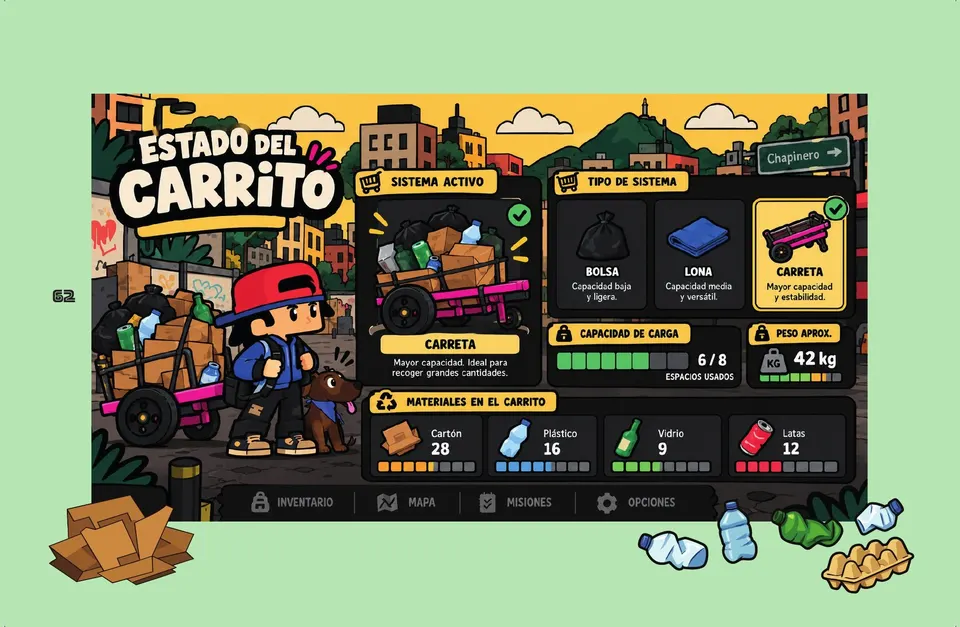 ESTADO DEL
CARRITO
Chapinero →
SISTEMA ACTIVO
CARRETA
Mayor capacidad. Ideal para
recoger grandes cantidades.
TIPO DE SISTEMA
BOLSA
Capacidad baja
y ligera.
LONA
Capacidad media
y versátil.
CARRETA
Mayor capacidad
y estabilidad.
CAPACIDAD DE CARGA
6 / 8
ESPACIOS USADOS
PESO APROX.
KG
42 kg
MATERIALES EN EL CARRITO
Cartón
28
Plástico
16
Vidrio
9
Latas
12
INVENTARIO
MAPA
MISIONES
OPCIONES
62